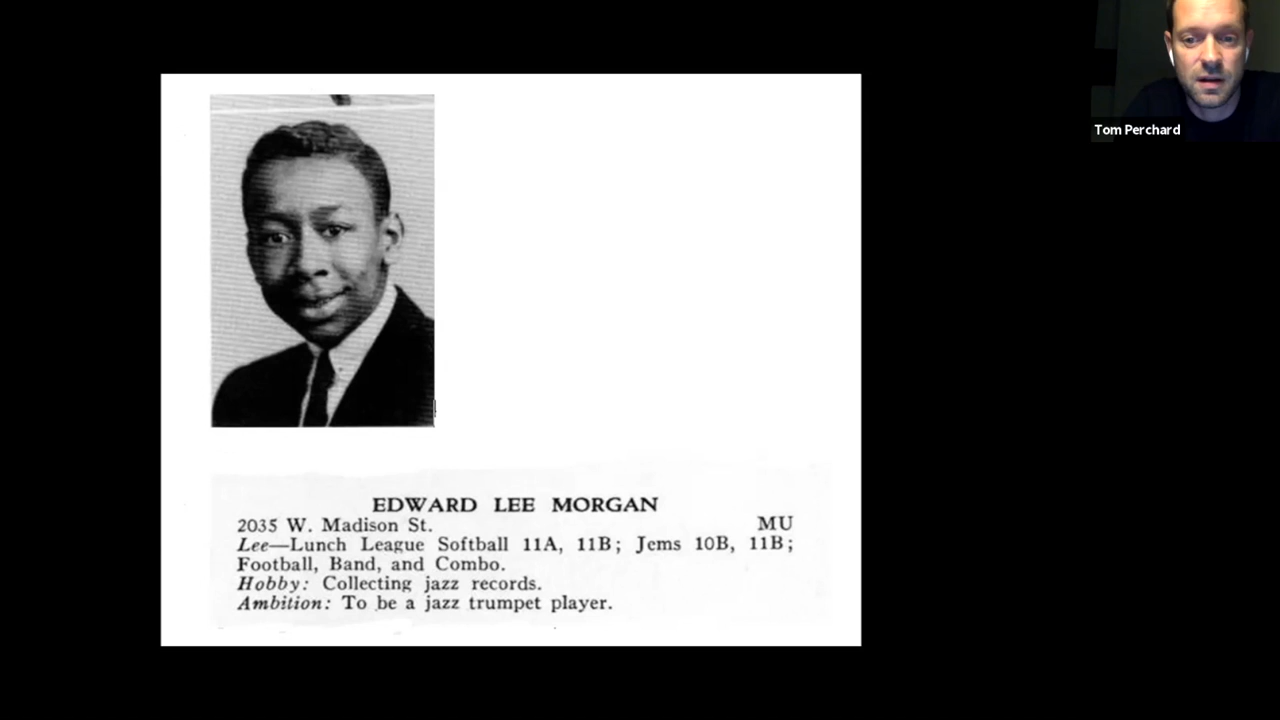 Tom Perchard
EDWARD LEE MORGAN
2035 W. Madison St. MU
Lee—Lunch League Softball 11A, 11B; Jems 10B, 11B;
Football, Band, and Combo.
Hobby: Collecting jazz records.
Ambition: To be a jazz trumpet player.